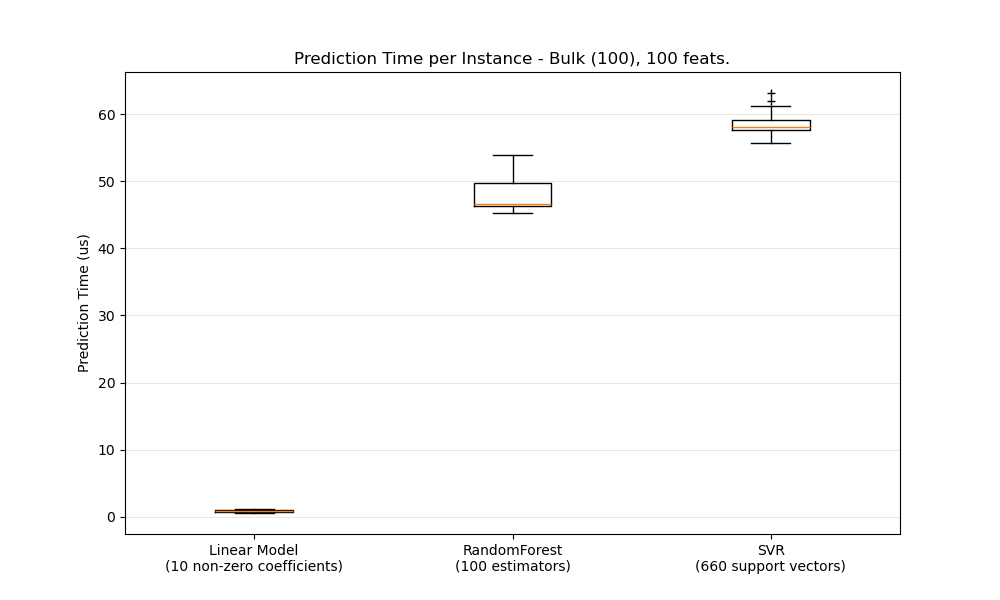 Prediction Time per Instance - Bulk (100), 100 feats.
Prediction Time (us)
60
50
40
30
20
10
0
Linear Model
(10 non-zero coefficients)
RandomForest
(100 estimators)
SVR
(660 support vectors)